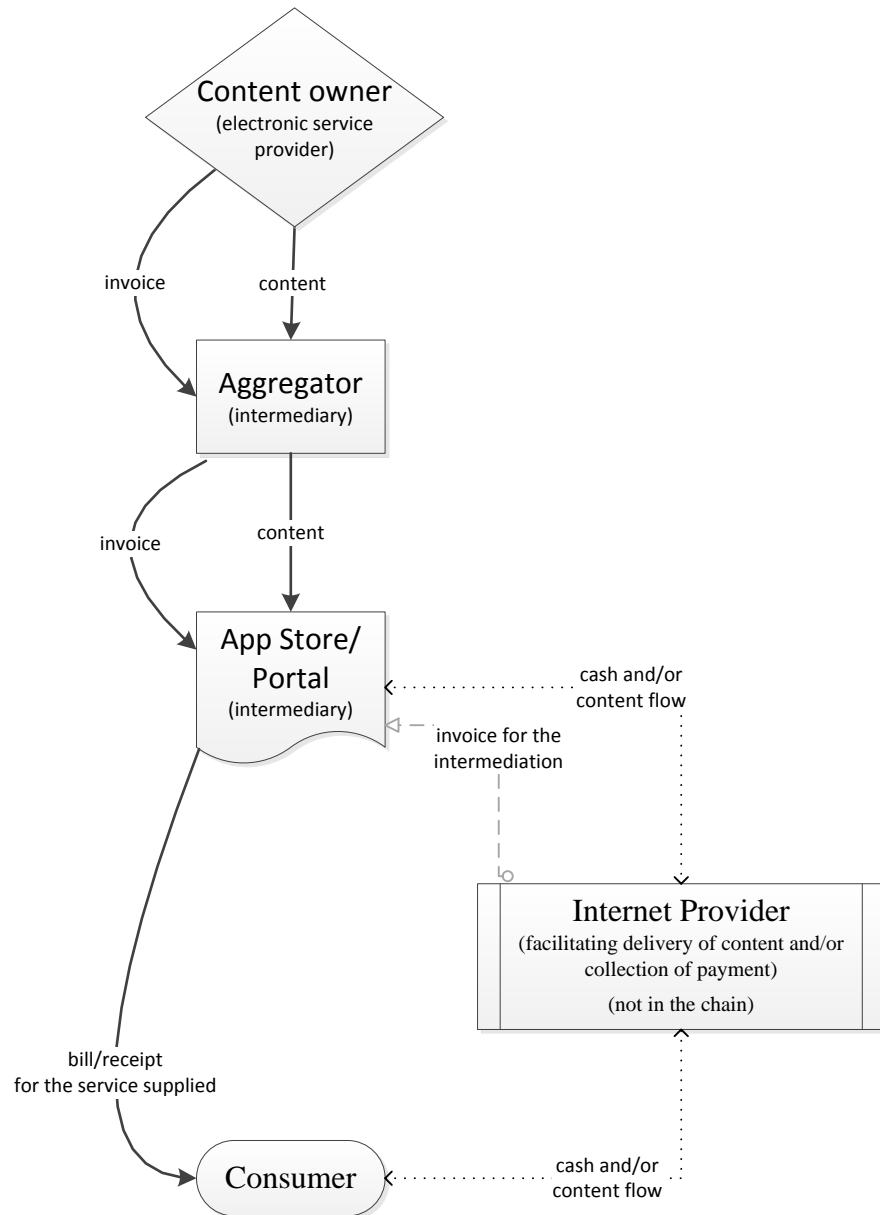 Content owner
(electronic service
provider)
invoice
content
Aggregator
(intermediary)
invoice
content
App Store/
Portal
(intermediary)
cash and/or
content flow
invoice for the
intermediation
Internet Provider
(facilitating delivery of content and/or
collection of payment)
(not in the chain)
bill/receipt
for the service supplied
Consumer
cash and/or
content flow